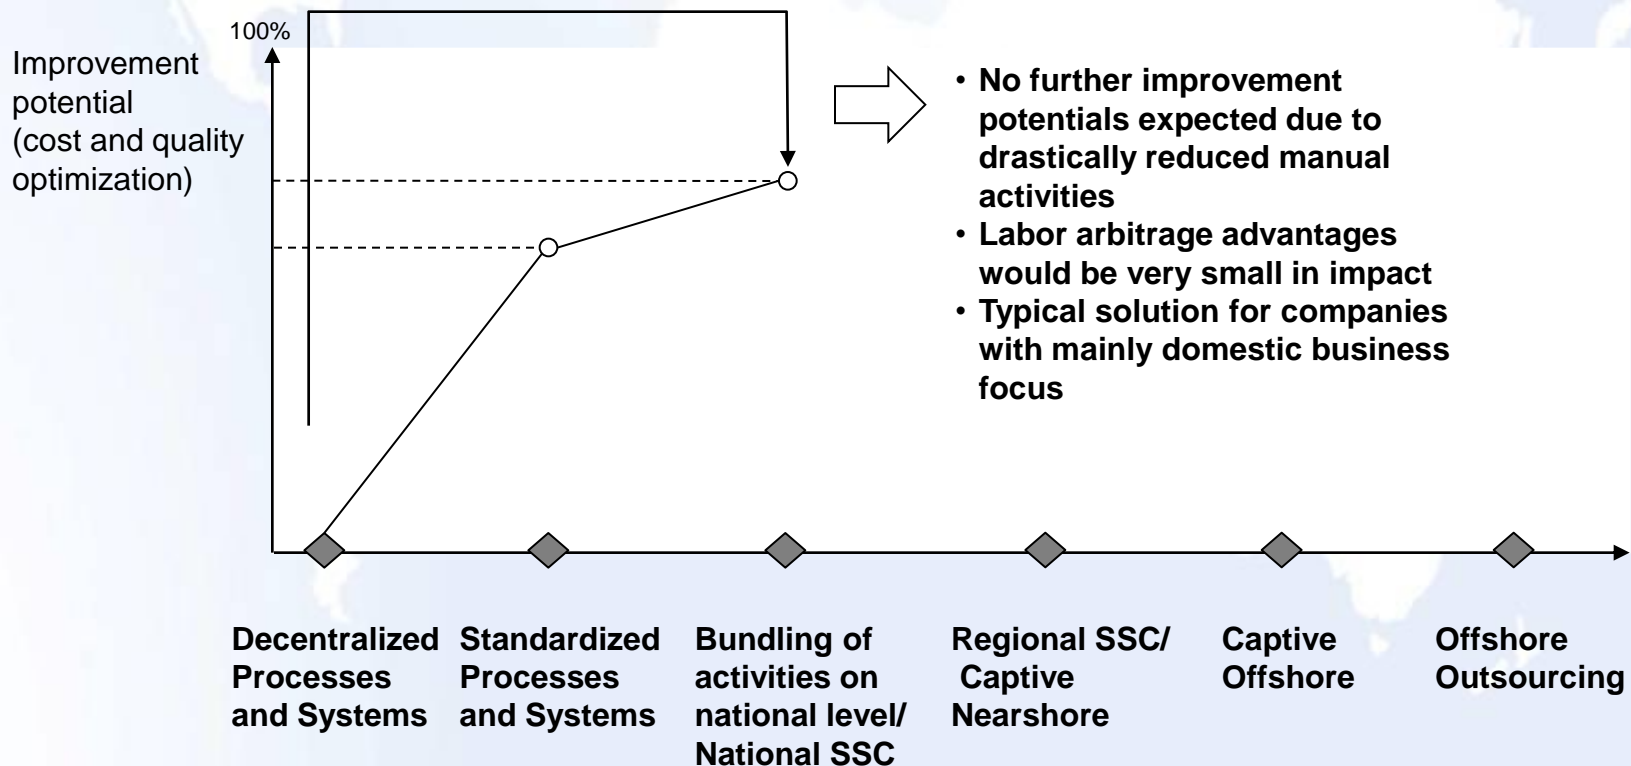 100%
Improvement
potential
(cost and quality
optimization)
• No further improvement
potentials expected due to
drastically reduced manual
activities
• Labor arbitrage advantages
would be very small in impact
• Typical solution for companies
with mainly domestic business
focus
Decentralized
Processes
and Systems
Standardized
Processes
and Systems
Bundling of
activities on
national level/
National SSC
Regional SSC/
Captive
Nearshore
Captive
Offshore
Offshore
Outsourcing